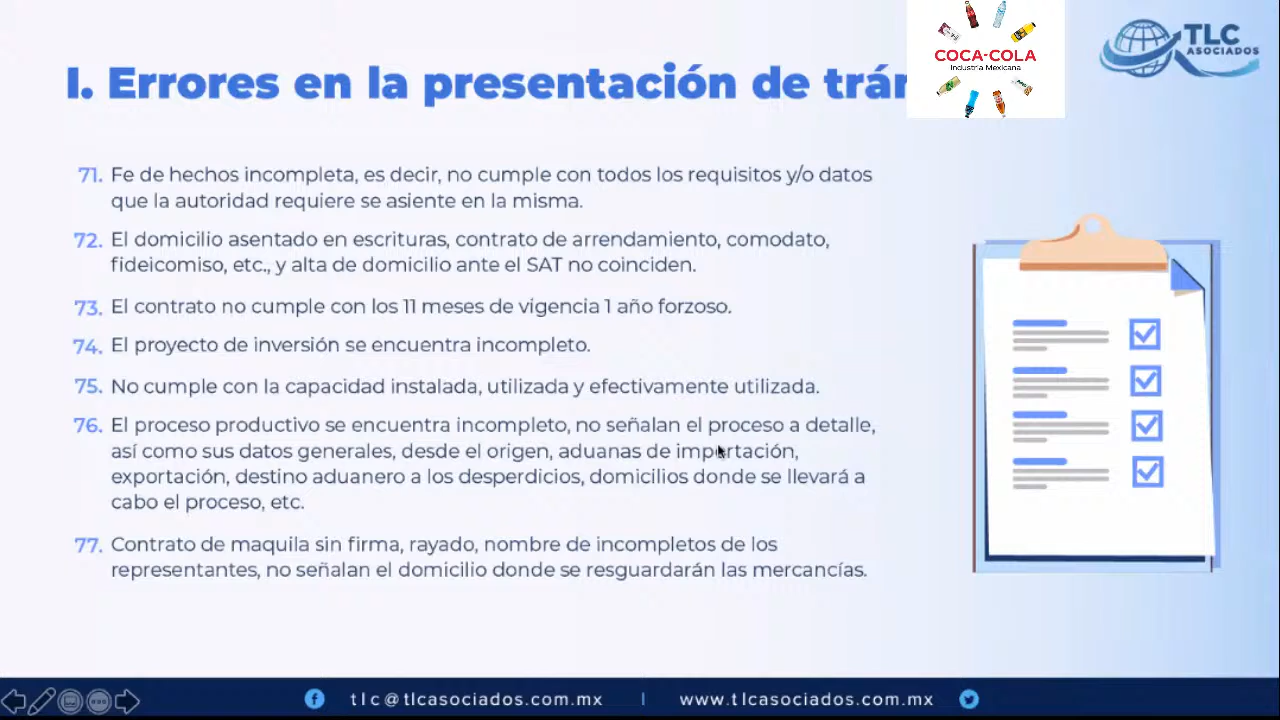 I. Errores en la presentación de trá
COCA-COLA
Industria Mexicana
TLC
ASOCIADOS
71. Fe de hechos incompleta, es decir, no cumple con todos los requisitos y/o datos
que la autoridad requiere se asiente en la misma.
72. El domicilio asentado en escrituras, contrato de arrendamiento, comodato,
fideicomiso, etc., y alta de domicilio ante el SAT no coinciden.
73. El contrato no cumple con los 11 meses de vigencia 1 año forzoso.
74. El proyecto de inversión se encuentra incompleto.
75. No cumple con la capacidad instalada, utilizada y efectivamente utilizada.
76. El proceso productivo se encuentra incompleto, no señalan el proceso a detalle,
así como sus datos generales, desde el origen, aduanas de importación,
exportación, destino aduanero a los desperdicios, domicilios donde se llevará a
cabo el proceso, etc.
77. Contrato de maquila sin firma, rayado, nombre de incompletos de los
representantes, no señalan el domicilio donde se resguardarán las mercancías.
tlc@tlcasociados.com.mx | www.tlcasociados.com.mx